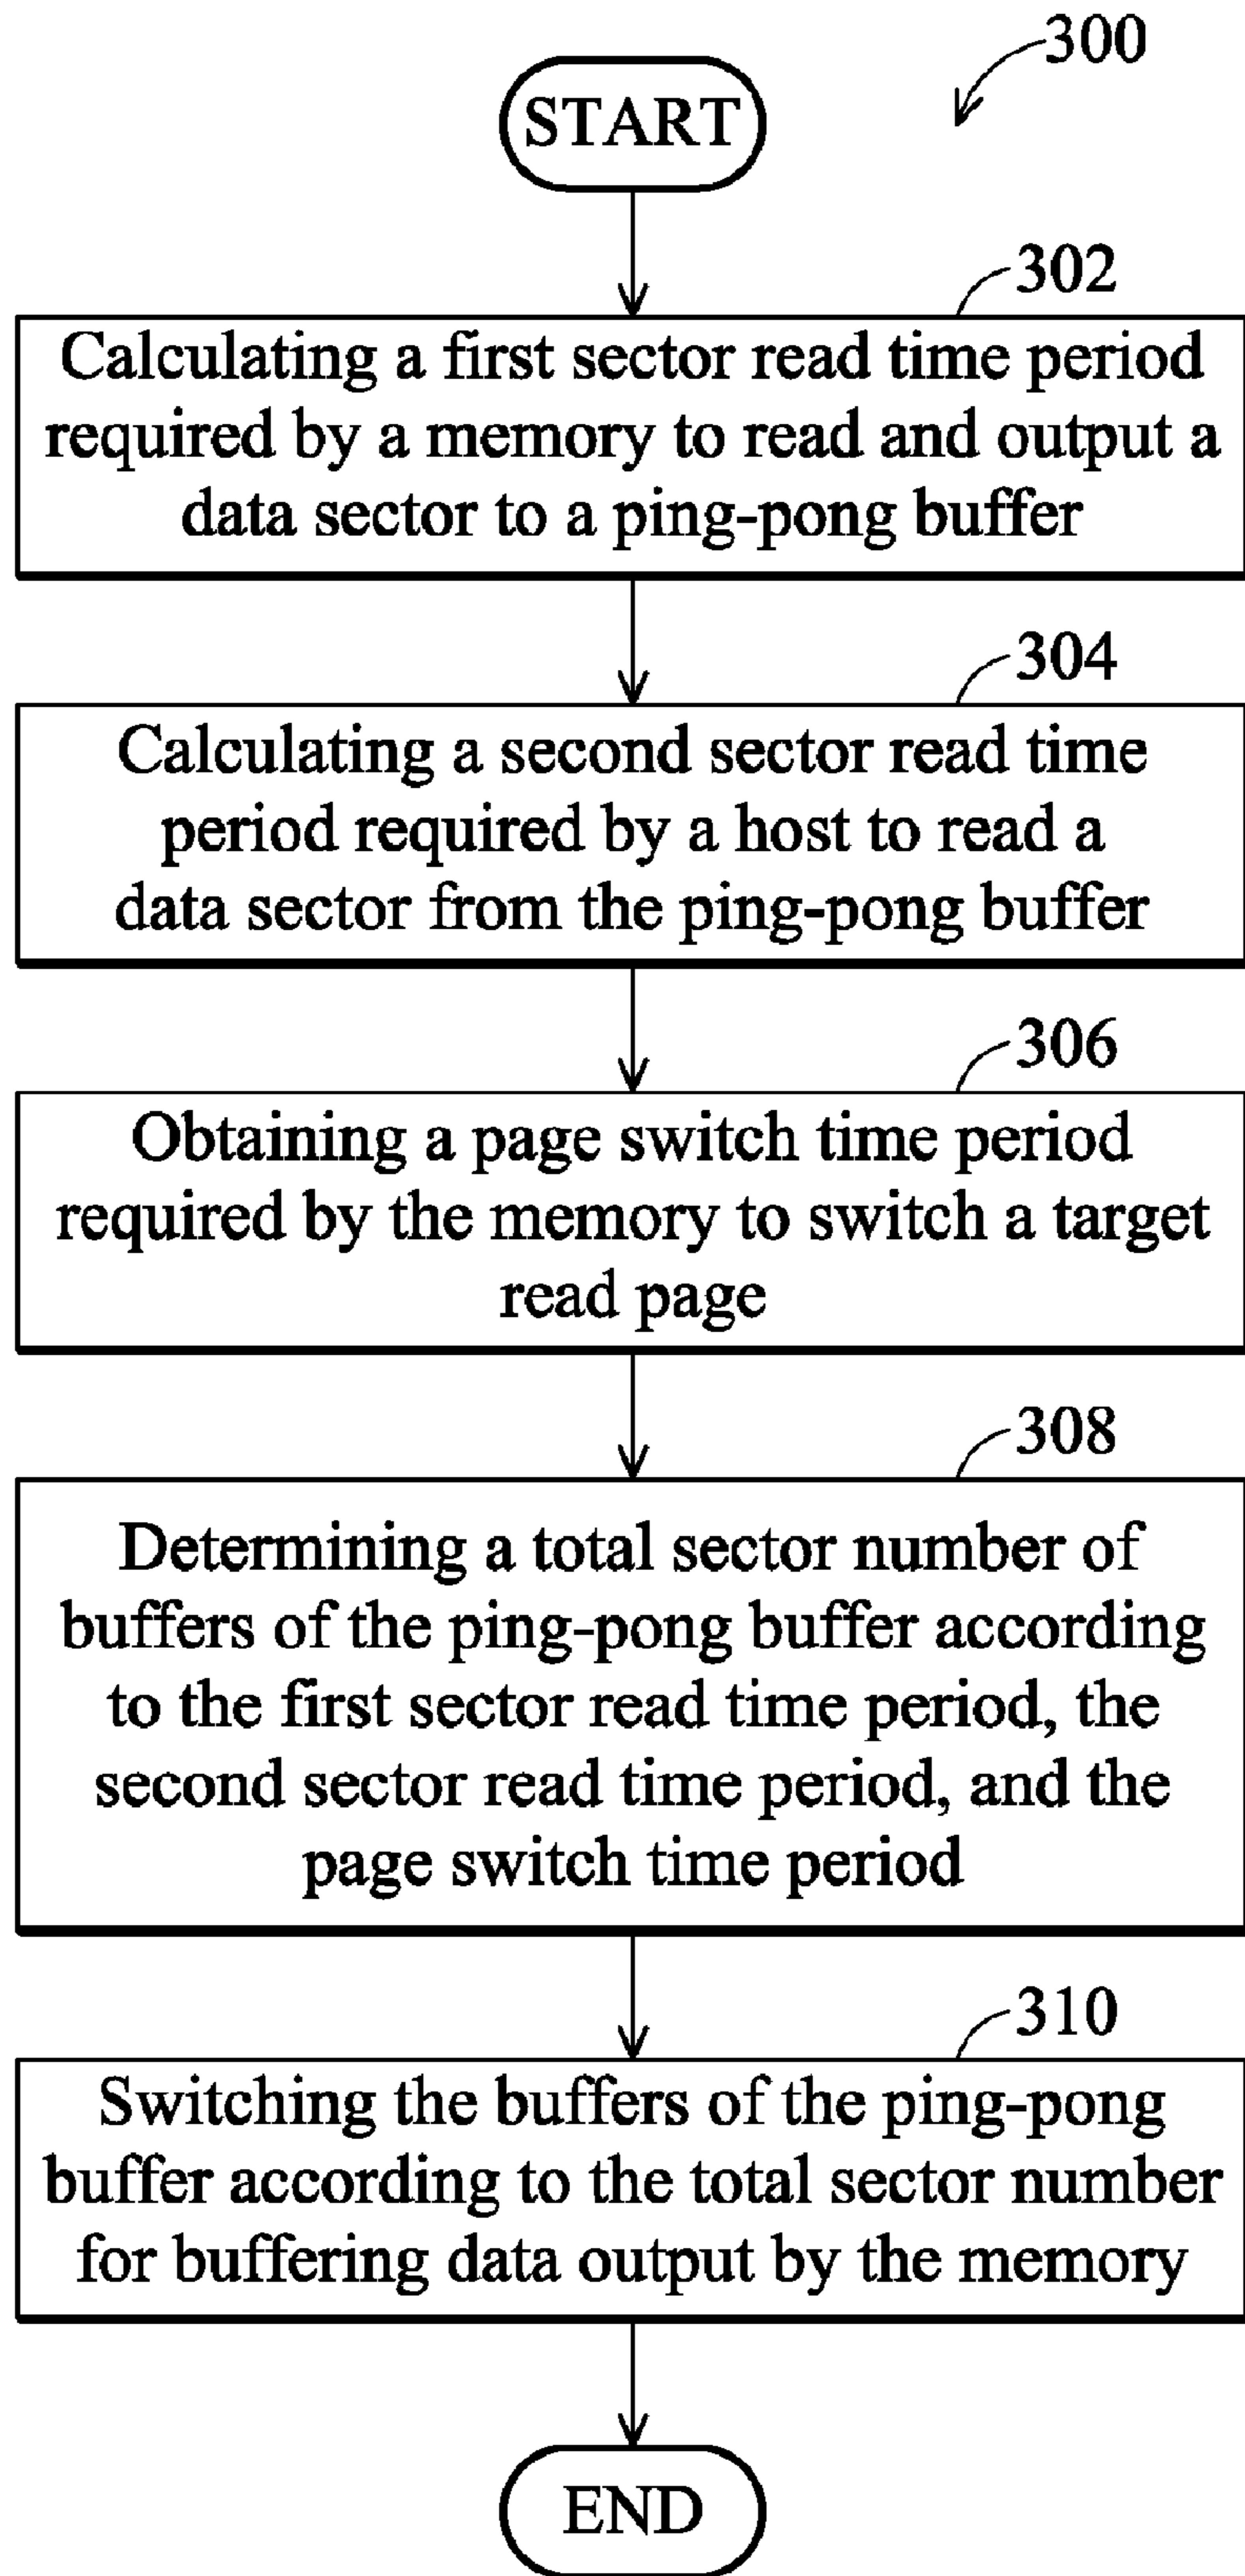 300
START
302
Calculating a first sector read time period
required by a memory to read and output a
data sector to a ping-pong buffer
304
Calculating a second sector read time
period required by a host to read a
data sector from the ping-pong buffer
306
Obtaining a page switch time period
required by the memory to switch a target
read page
308
Determining a total sector number of
buffers of the ping-pong buffer according
to the first sector read time period, the
second sector read time period, and the
page switch time period
310
Switching the buffers of the ping-pong
buffer according to the total sector number
for buffering data output by the memory
END